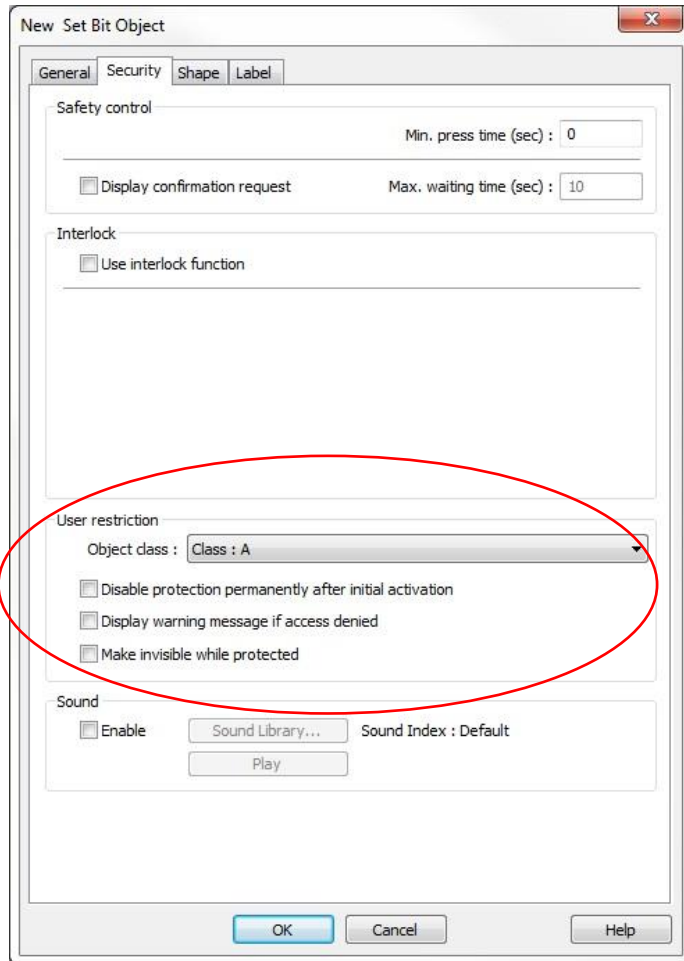 New Set Bit Object
General Security Shape Label
Safety control
Min. press time (sec) : 0
Display confirmation request Max. waiting time (sec) : 10
Interlock
Use interlock function
User restriction
Object class : Class : A
Disable protection permanently after initial activation
Display warning message if access denied
Make invisible while protected
Sound
Enable Sound Library... Sound Index : Default
Play
OK Cancel Help